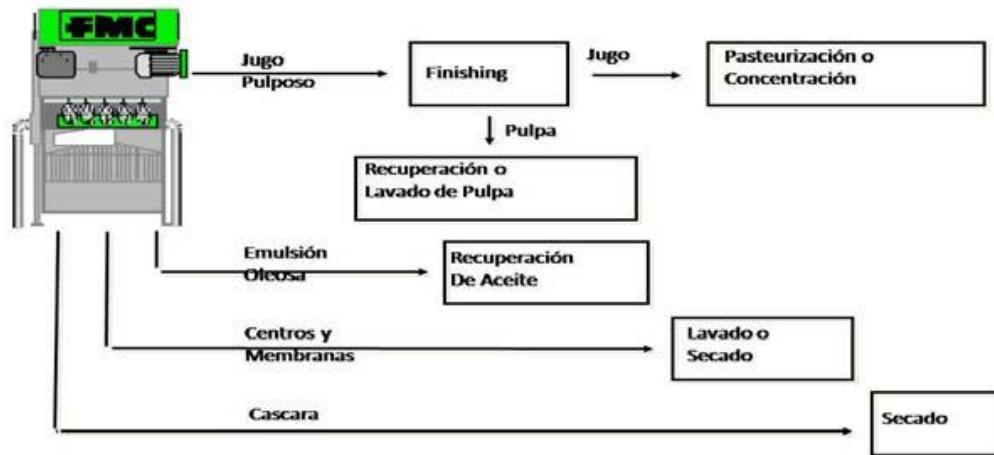 FMC
Jugo
Pulposo
Finishing
Jugo
Pasteurización o
Concentración
Pulpa
Recuperación o
Lavado de Pulpa
Emulsión
Oleosa
Recuperación
De Aceite
Centros y
Membranas
Lavado o
Secado
Cascara
Secado